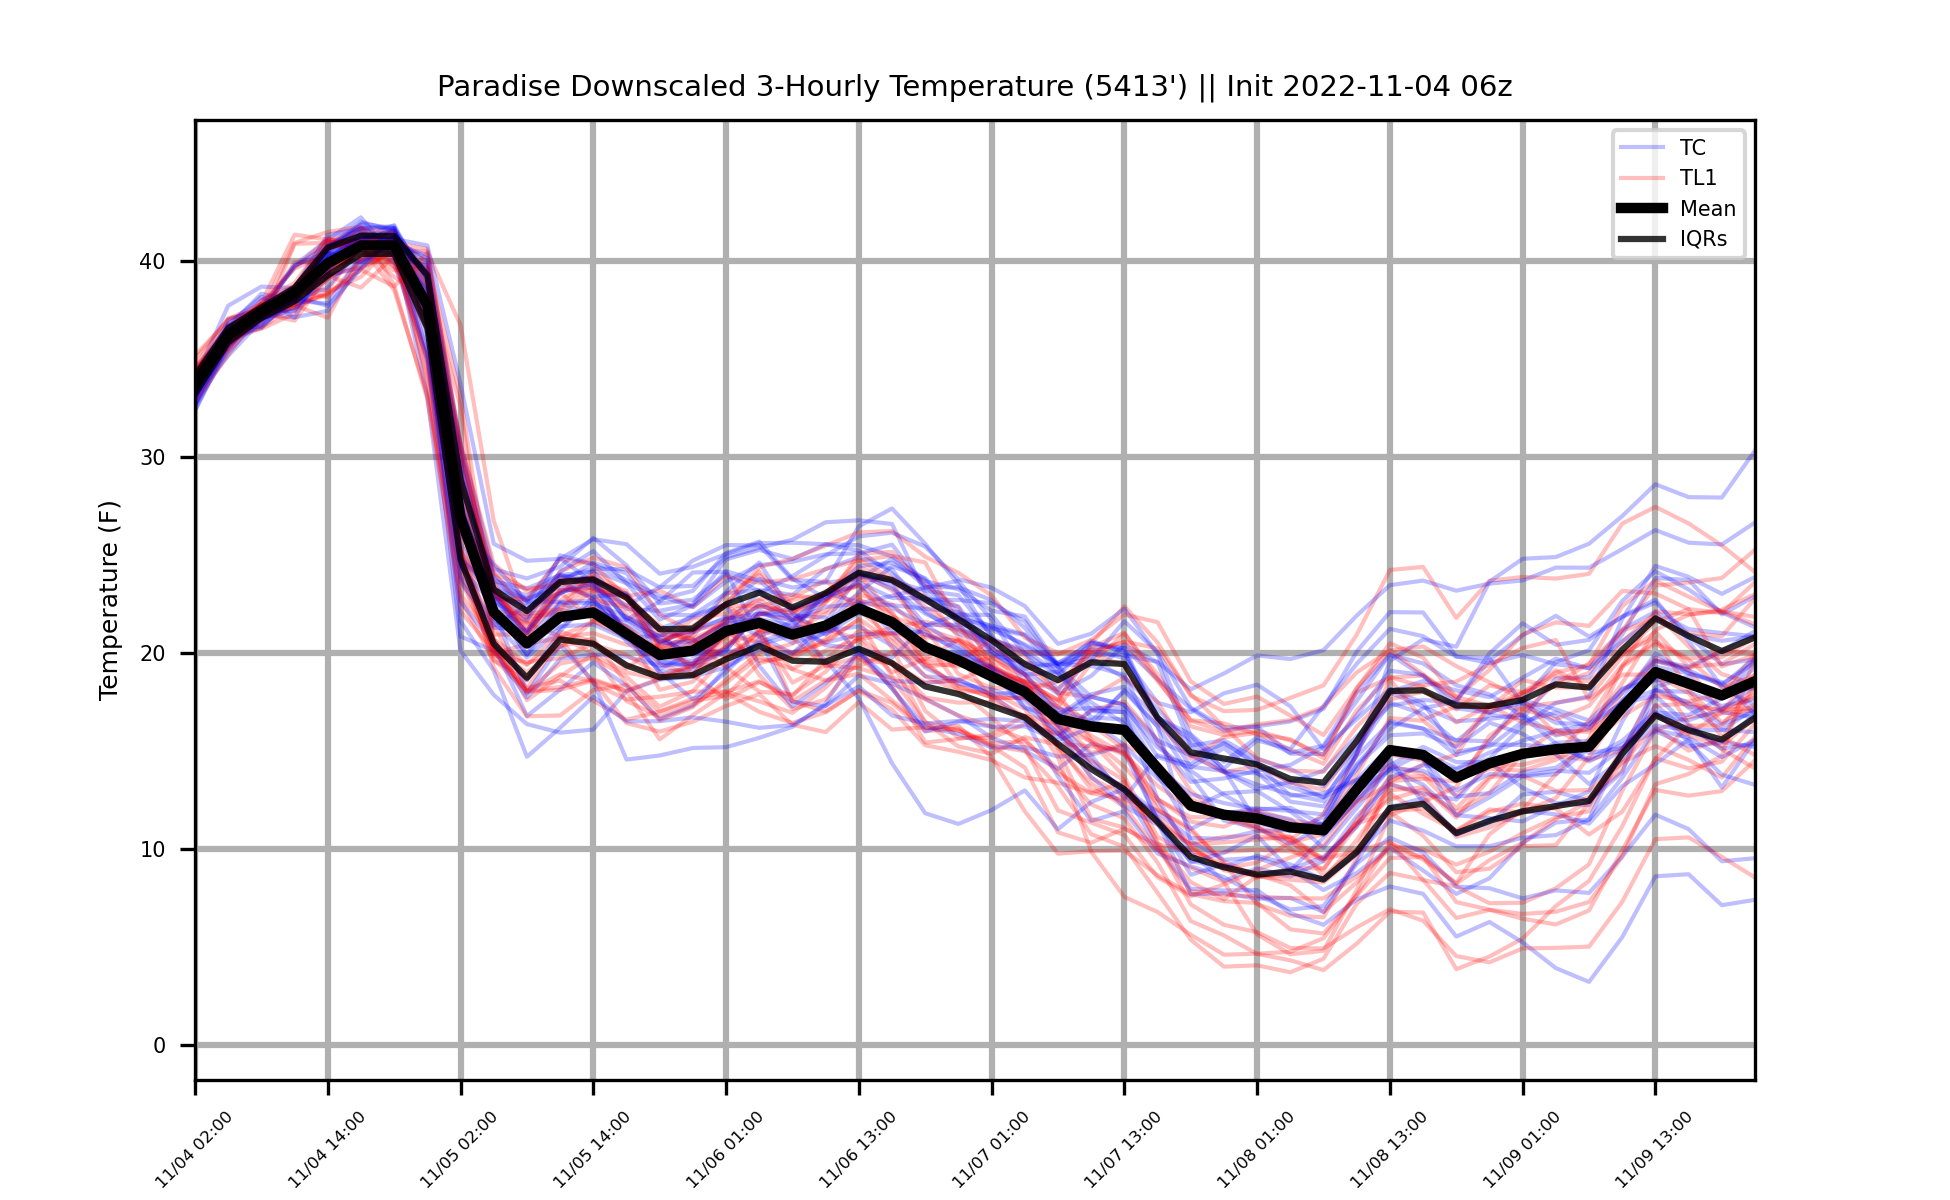 Paradise Downscaled 3-Hourly Temperature (5413') || Init 2022-11-04 06z
TC
TL1
Mean
IQRs
Temperature (F)
40
30
20
10
0
11/04 02:00
11/04 14:00
11/05 02:00
11/05 14:00
11/06 01:00
11/06 13:00
11/07 01:00
11/07 13:00
11/08 01:00
11/08 13:00
11/09 01:00
11/09 13:00